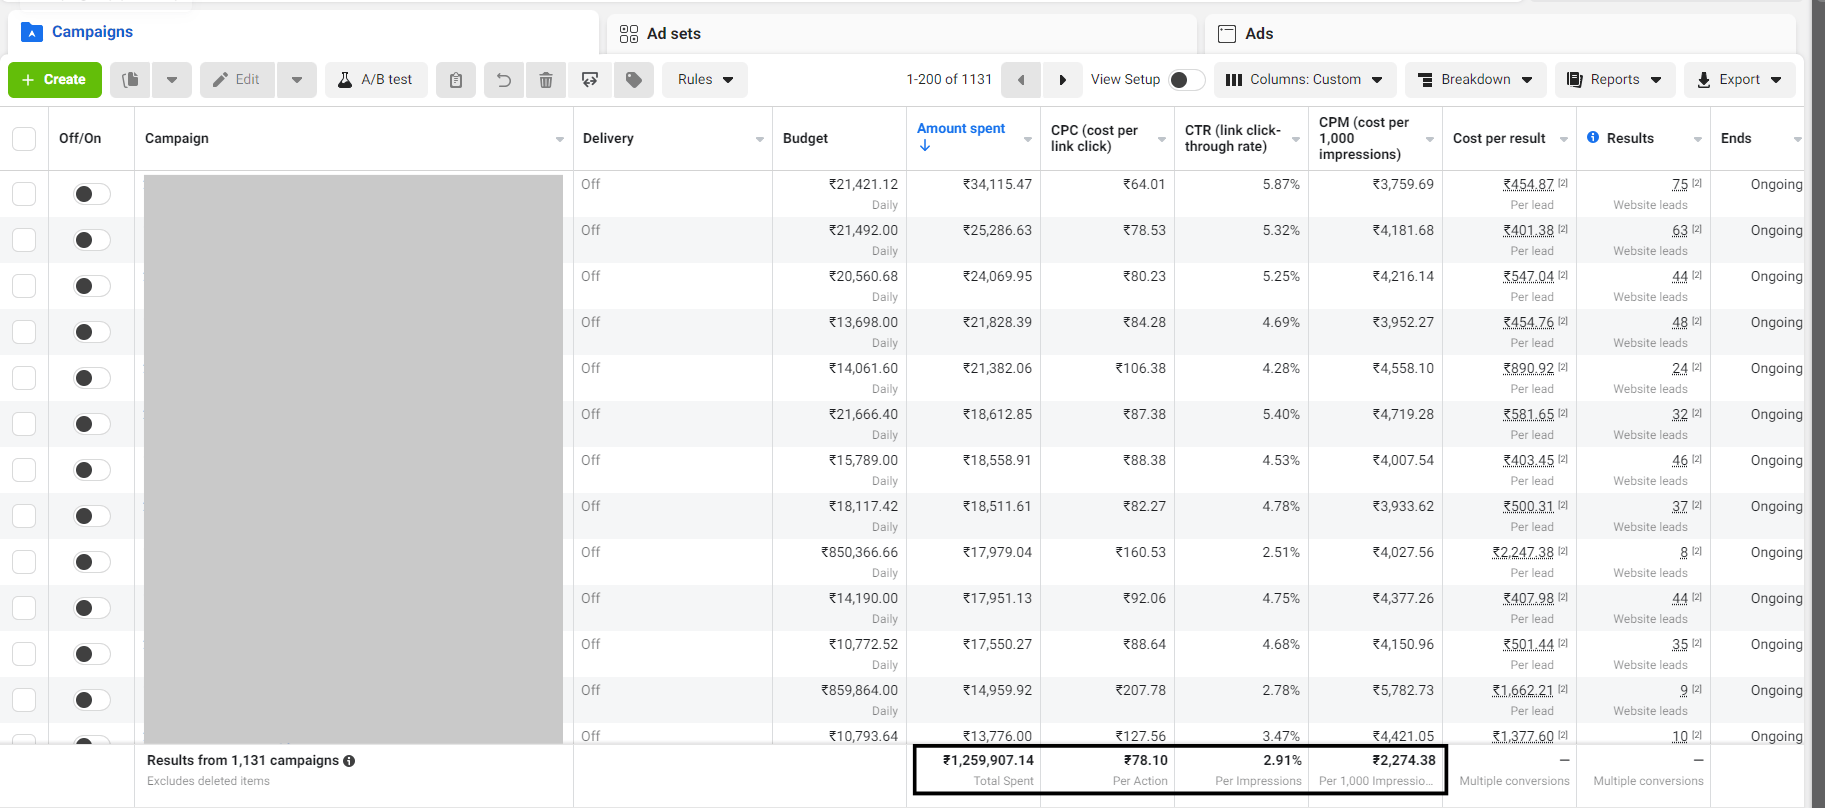 Campaigns
Ad sets
Ads
+ Create
Edit
A/B test
Rules
1-200 of 1131
View Setup
Columns: Custom
Breakdown
Reports
Export
Off/On Campaign Delivery Budget Amount spent ↓ CPC (cost per link click) CTR (link click-through rate) CPM (cost per 1,000 impressions) Cost per result Results Ends
Off ₹21,421.12 ₹34,115.47 ₹64.01 5.87% ₹3,759.69 ₹454.87 [2] 75 [2] Ongoing
Daily Per lead Website leads
Off ₹21,492.00 ₹25,286.63 ₹78.53 5.32% ₹4,181.68 ₹401.38 [2] 63 [2] Ongoing
Daily Per lead Website leads
Off ₹20,560.68 ₹24,069.95 ₹80.23 5.25% ₹4,216.14 ₹547.04 [2] 44 [2] Ongoing
Daily Per lead Website leads
Off ₹13,698.00 ₹21,828.39 ₹84.28 4.69% ₹3,952.27 ₹454.76 [2] 48 [2] Ongoing
Daily Per lead Website leads
Off ₹14,061.60 ₹21,382.06 ₹106.38 4.28% ₹4,558.10 ₹890.92 [2] 24 [2] Ongoing
Daily Per lead Website leads
Off ₹21,666.40 ₹18,612.85 ₹87.38 5.40% ₹4,719.28 ₹581.65 [2] 32 [2] Ongoing
Daily Per lead Website leads
Off ₹15,789.00 ₹18,558.91 ₹88.38 4.53% ₹4,007.54 ₹403.45 [2] 46 [2] Ongoing
Daily Per lead Website leads
Off ₹18,117.42 ₹18,511.61 ₹82.27 4.78% ₹3,933.62 ₹500.31 [2] 37 [2] Ongoing
Daily Per lead Website leads
Off ₹850,366.66 ₹17,979.04 ₹160.53 2.51% ₹4,027.56 ₹2,247.38 [2] 8 [2] Ongoing
Daily Per lead Website leads
Off ₹14,190.00 ₹17,951.13 ₹92.06 4.75% ₹4,377.26 ₹407.98 [2] 44 [2] Ongoing
Daily Per lead Website leads
Off ₹10,772.52 ₹17,550.27 ₹88.64 4.68% ₹4,150.96 ₹501.44 [2] 35 [2] Ongoing
Daily Per lead Website leads
Off ₹859,864.00 ₹14,959.92 ₹207.78 2.78% ₹5,782.73 ₹1,662.21 [2] 9 [2] Ongoing
Daily Per lead Website leads
Off ₹10,793.64 ₹13,776.00 ₹127.56 3.47% ₹4,421.05 ₹1,377.60 [2] 10 [2] Ongoing
Results from 1,131 campaigns ₹1,259,907.14 ₹78.10 2.91% ₹2,274.38 — —
Excludes deleted items Total Spent Per Action Per Impressions Per 1,000 Impressio... Multiple conversions Multiple conversions